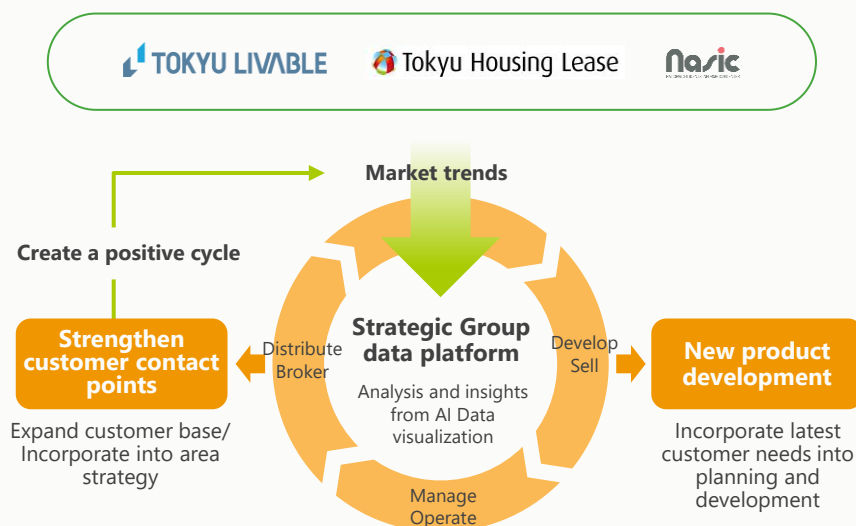 TOKYU LIVABLE
Tokyu Housing Lease
Nasic
Market trends
Create a positive cycle
Strengthen
customer contact
points
Expand customer base/
Incorporate into area
strategy
Distribute
Broker
Strategic Group
data platform
Analysis and insights
from AI Data
visualization
Develop
Sell
Manage
Operate
New product
development
Incorporate latest
customer needs into
planning and
development